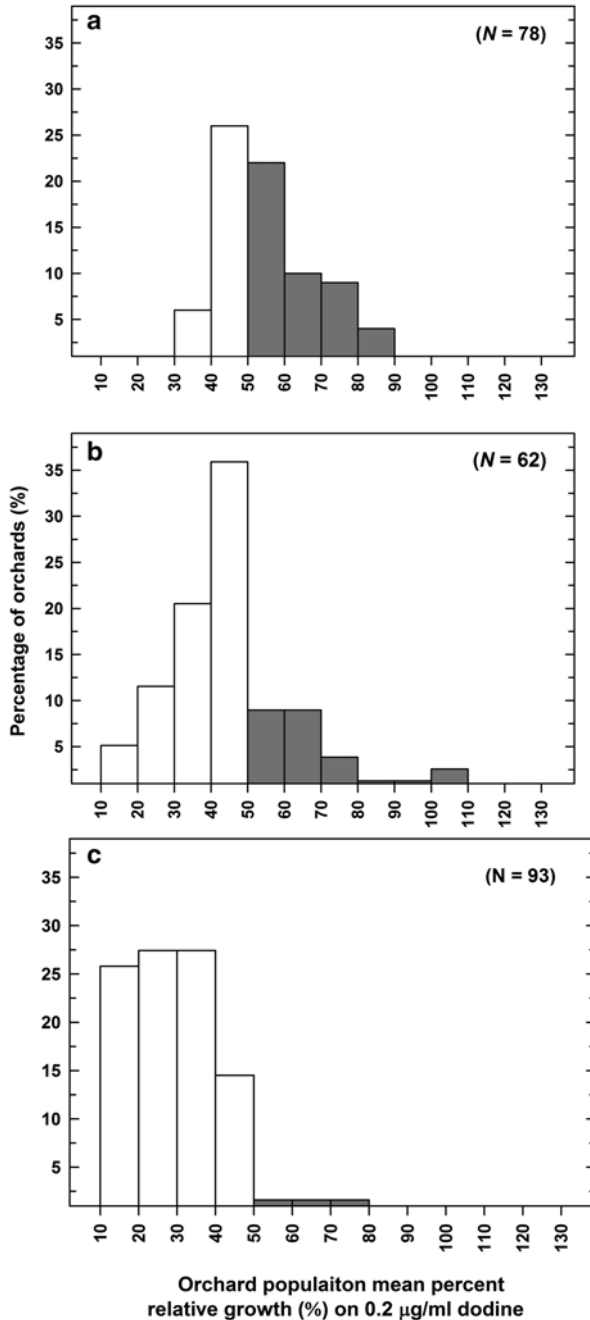 a
(N = 78)
35
30
25
20
15
10
5
10 20 30 40 50 60 70 80 90 100 110 120 130
b
(N = 62)
35
30
25
20
15
10
5
10 20 30 40 50 60 70 80 90 100 110 120 130
c
(N = 93)
35
30
25
20
15
10
5
10 20 30 40 50 60 70 80 90 100 110 120 130
Percentage of orchards (%)
Orchard populaiton mean percent
relative growth (%) on 0.2 μg/ml dodine